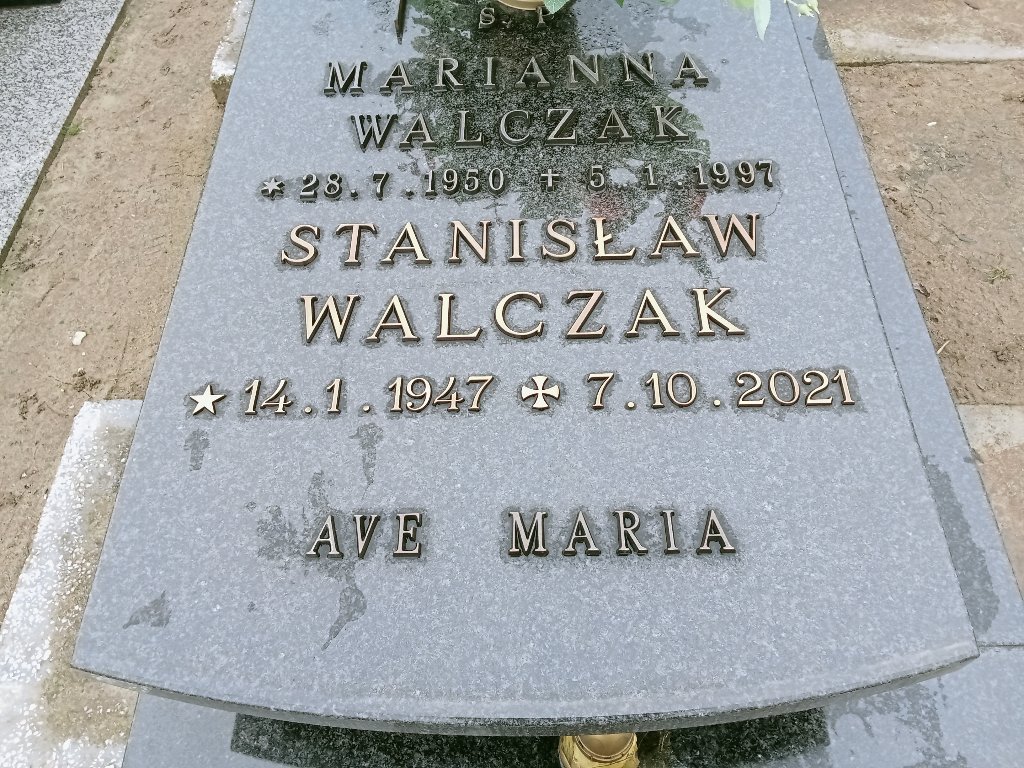 Ś P
MARIANNA
WALCZAK
* 28.7.1950 + 5.1.1997
STANISŁAW
WALCZAK
★ 14.1.1947 ✠ 7.10.2021
AVE MARIA